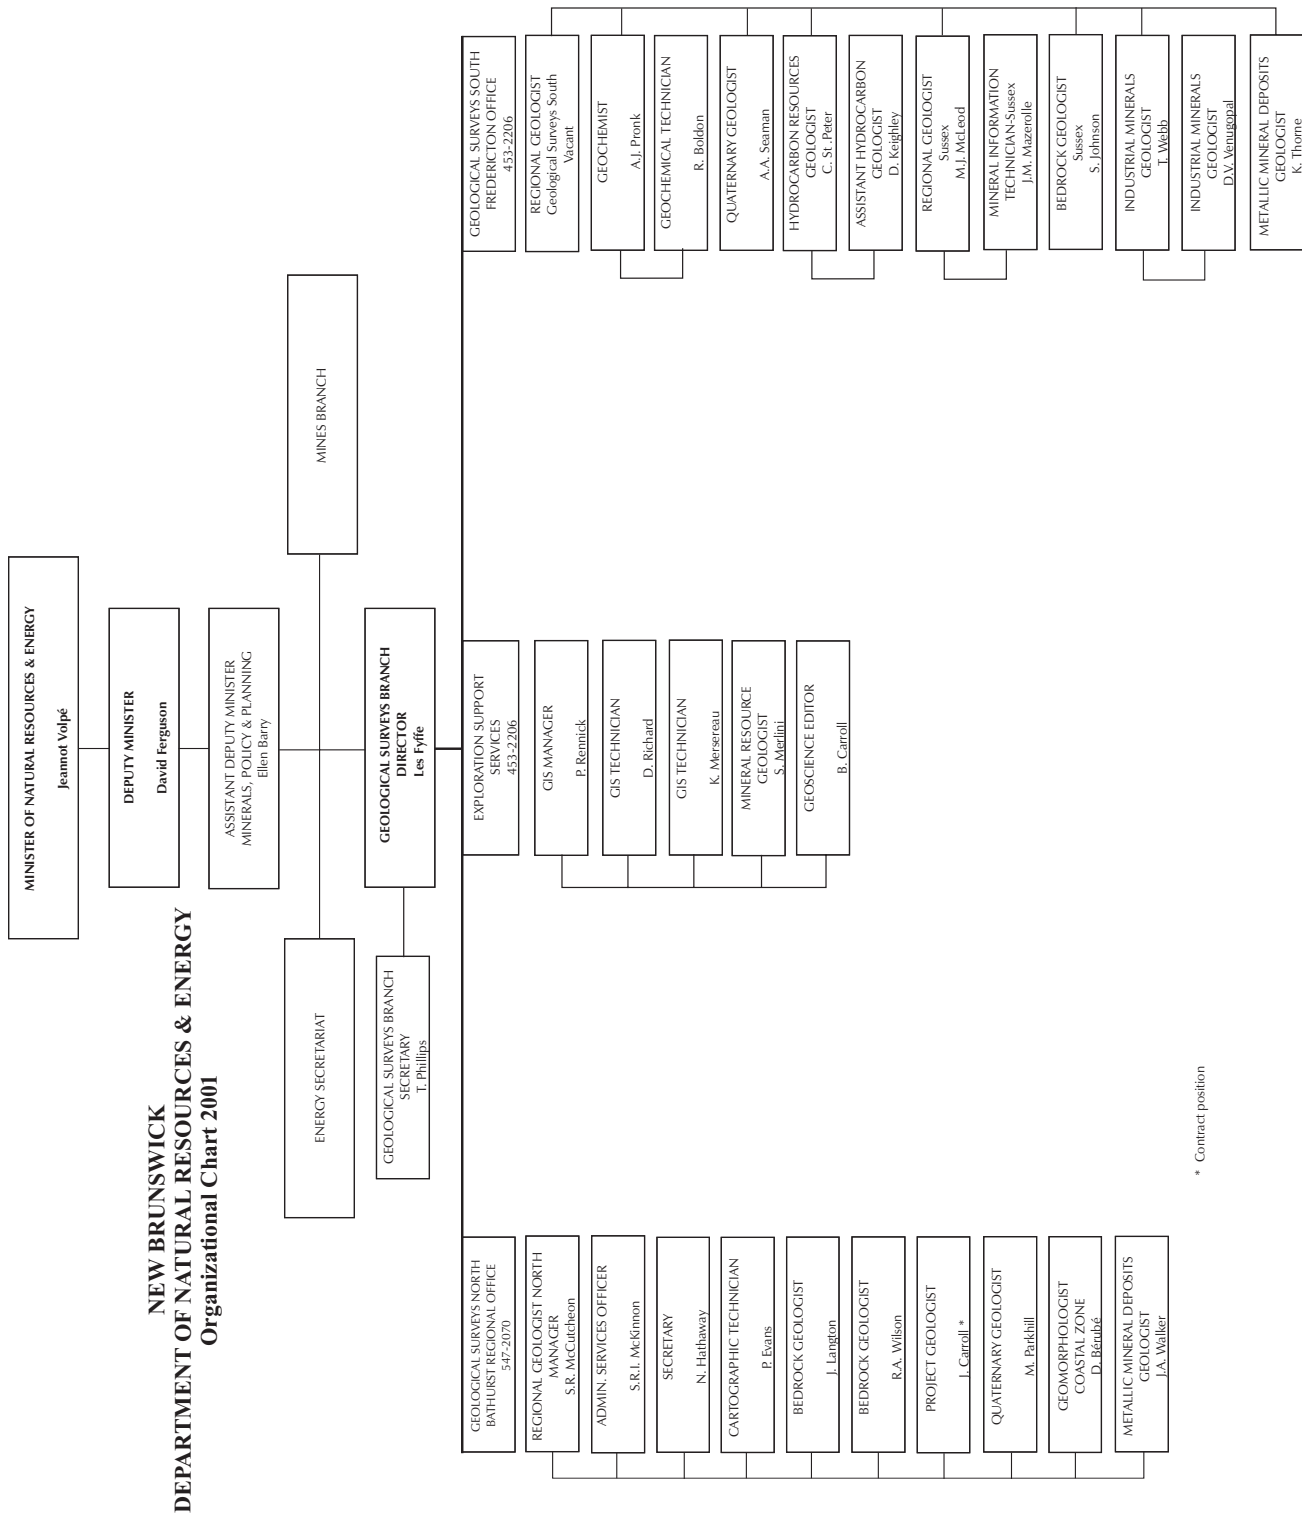 NEW BRUNSWICK
DEPARTMENT OF NATURAL RESOURCES & ENERGY
Organizational Chart 2001
MINISTER OF NATURAL RESOURCES & ENERGY
Jeannot Volpé
DEPUTY MINISTER
David Ferguson
ASSISTANT DEPUTY MINISTER
MINERALS, POLICY & PLANNING
Ellen Barry
ENERGY SECRETARIAT
MINES BRANCH
GEOLOGICAL SURVEYS BRANCH
SECRETARY
T. Phillips
GEOLOGICAL SURVEYS BRANCH
DIRECTOR
Les Fyffe
GEOLOGICAL SURVEYS NORTH
BATHURST REGIONAL OFFICE
547-2070
REGIONAL GEOLOGIST NORTH
MANAGER
S.R. McCutcheon
ADMIN. SERVICES OFFICER
S.R.I. McKinnon
SECRETARY
N. Hathaway
CARTOGRAPHIC TECHNICIAN
P. Evans
BEDROCK GEOLOGIST
J. Langton
BEDROCK GEOLOGIST
R.A. Wilson
PROJECT GEOLOGIST
J. Carroll *
QUATERNARY GEOLOGIST
M. Parkhill
GEOMORPHOLOGIST
COASTAL ZONE
D. Bérubé
METALLIC MINERAL DEPOSITS
GEOLOGIST
J.A. Walker
EXPLORATION SUPPORT
SERVICES
453-2206
GIS MANAGER
P. Rennick
GIS TECHNICIAN
D. Richard
GIS TECHNICIAN
K. Mersereau
MINERAL RESOURCE
GEOLOGIST
S. Merlini
GEOSCIENCE EDITOR
B. Carroll
GEOLOGICAL SURVEYS SOUTH
FREDERICTON OFFICE
453-2206
REGIONAL GEOLOGIST
Geological Surveys South
Vacant
GEOCHEMIST
A.J. Pronk
GEOCHEMICAL TECHNICIAN
R. Boldon
QUATERNARY GEOLOGIST
A.A. Seaman
HYDROCARBON RESOURCES
GEOLOGIST
C. St. Peter
ASSISTANT HYDROCARBON
GEOLOGIST
D. Keighley
REGIONAL GEOLOGIST
Sussex
M.J. McLeod
MINERAL INFORMATION
TECHNICIAN-Sussex
J.M. Mazerolle
BEDROCK GEOLOGIST
Sussex
S. Johnson
INDUSTRIAL MINERALS
GEOLOGIST
T. Webb
INDUSTRIAL MINERALS
GEOLOGIST
D.V. Venugopal
METALLIC MINERAL DEPOSITS
GEOLOGIST
K. Thorne
* Contract position